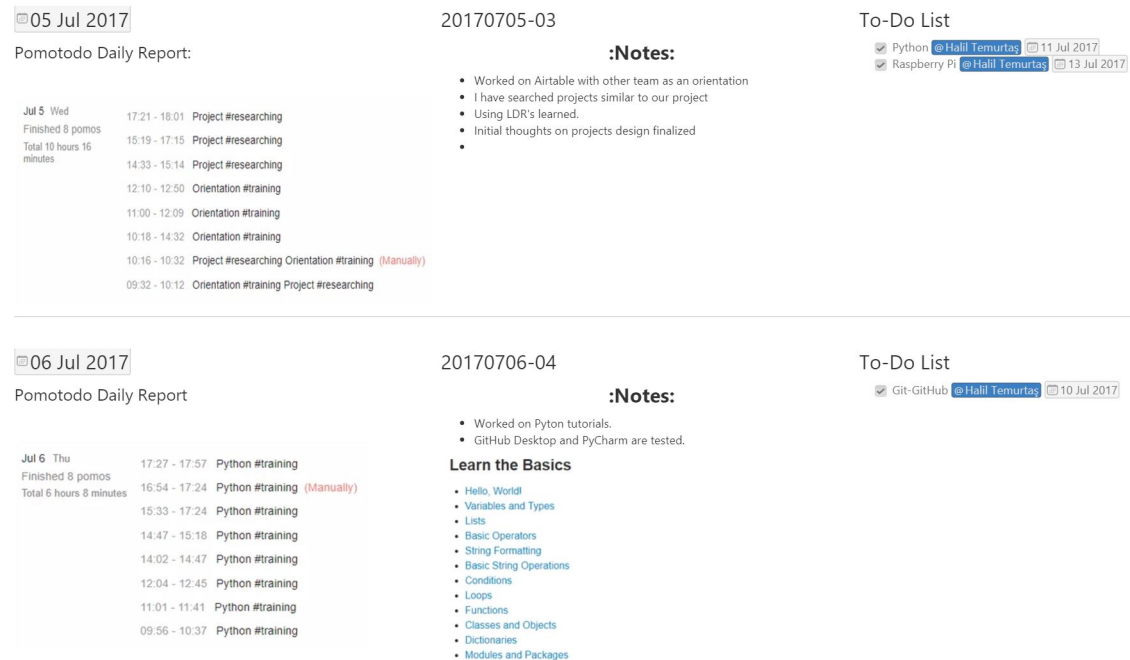 05 Jul 2017
Pomotodo Daily Report:
Jul 5 Wed
Finished 8 pomos
Total 10 hours 16
minutes
17:21 - 18:01 Project #researching
15:19 - 17:15 Project #researching
14:33 - 15:14 Project #researching
12:10 - 12:50 Orientation #training
11:00 - 12:09 Orientation #training
10:18 - 14:32 Orientation #training
10:16 - 10:32 Project #researching Orientation #training (Manually)
09:32 - 10:12 Orientation #training Project #researching
20170705-03
:Notes:
• Worked on Airtable with other team as an orientation
• I have searched projects similar to our project
• Using LDR's learned.
• Initial thoughts on projects design finalized
•
To-Do List
Python @Halil Temurtaş 11 Jul 2017
Raspberry Pi @Halil Temurtaş 13 Jul 2017
06 Jul 2017
Pomotodo Daily Report
Jul 6 Thu
Finished 8 pomos
Total 6 hours 8 minutes
17:27 - 17:57 Python #training
16:54 - 17:24 Python #training (Manually)
15:33 - 17:24 Python #training
14:47 - 15:18 Python #training
14:02 - 14:47 Python #training
12:04 - 12:45 Python #training
11:01 - 11:41 Python #training
09:56 - 10:37 Python #training
20170706-04
:Notes:
• Worked on Pyton tutorials.
• GitHub Desktop and PyCharm are tested.
Learn the Basics
• Hello, World!
• Variables and Types
• Lists
• Basic Operators
• String Formatting
• Basic String Operations
• Conditions
• Loops
• Functions
• Classes and Objects
• Dictionaries
• Modules and Packages
To-Do List
Git-GitHub @Halil Temurtaş 10 Jul 2017